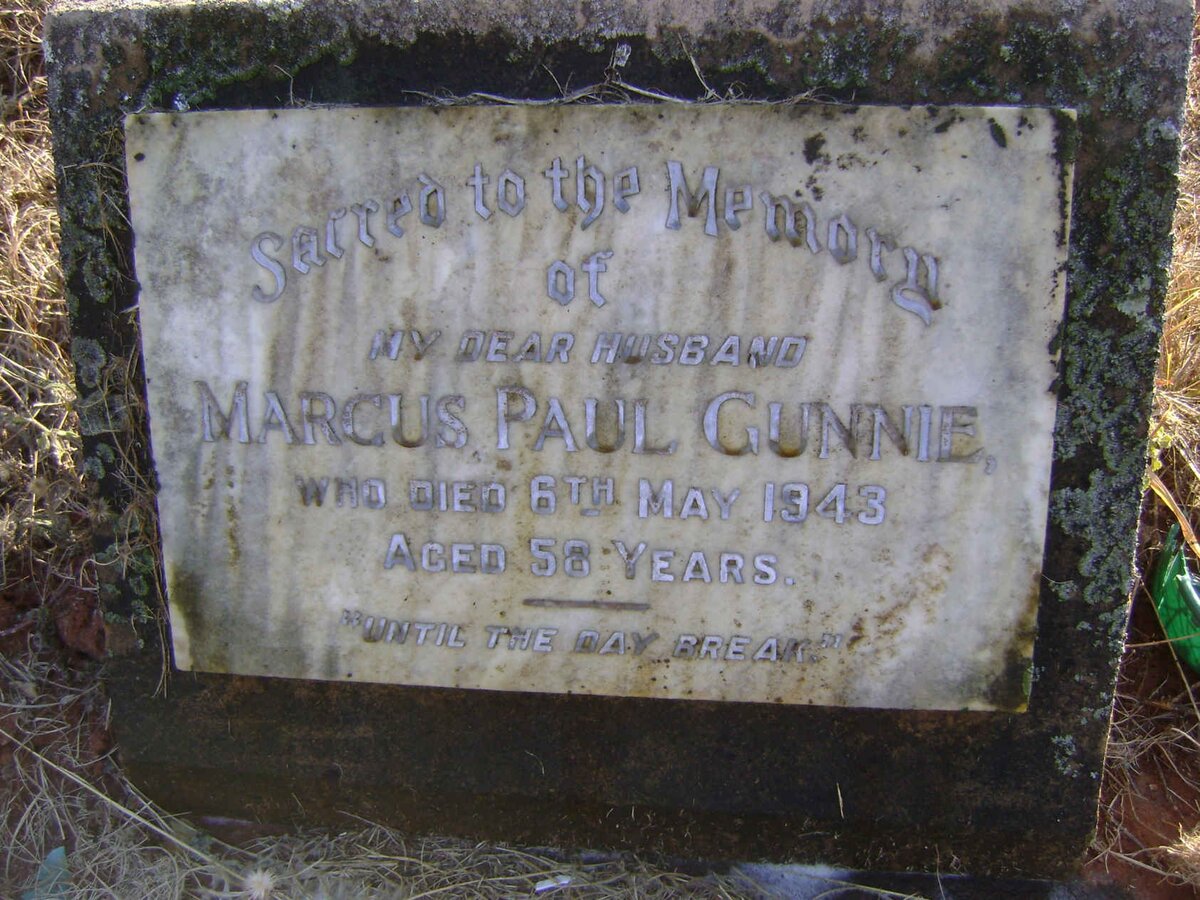 Sacred to the Memory
of
MY DEAR HUSBAND
MARCUS PAUL GUNNIE,
WHO DIED 6TH MAY 1943
AGED 58 YEARS.
"UNTIL THE DAY BREAK."